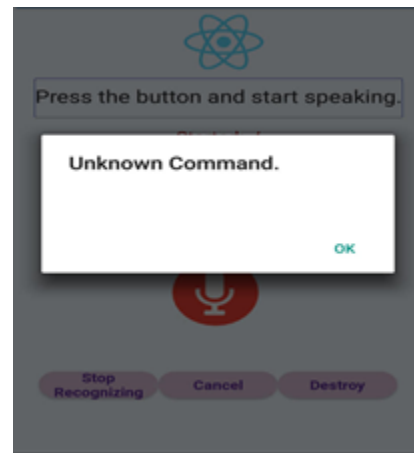 Press the button and start speaking.
Unknown Command.
OK
Stop
Recognizing
Cancel
Destroy